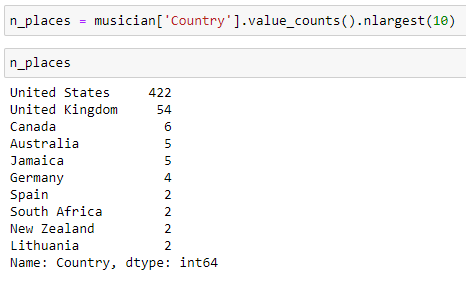 n_places = musician['Country'].value_counts().nlargest(10)
n_places
United States     422
United Kingdom     54
Canada              6
Australia           5
Jamaica             5
Germany             4
Spain               2
South Africa        2
New Zealand         2
Lithuania           2
Name: Country, dtype: int64